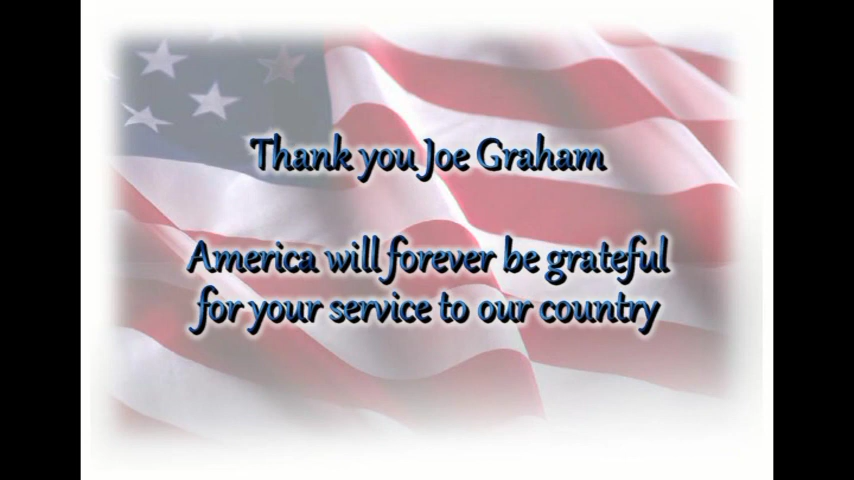 Thank you Joe Graham
America will forever be grateful
for your service to our country